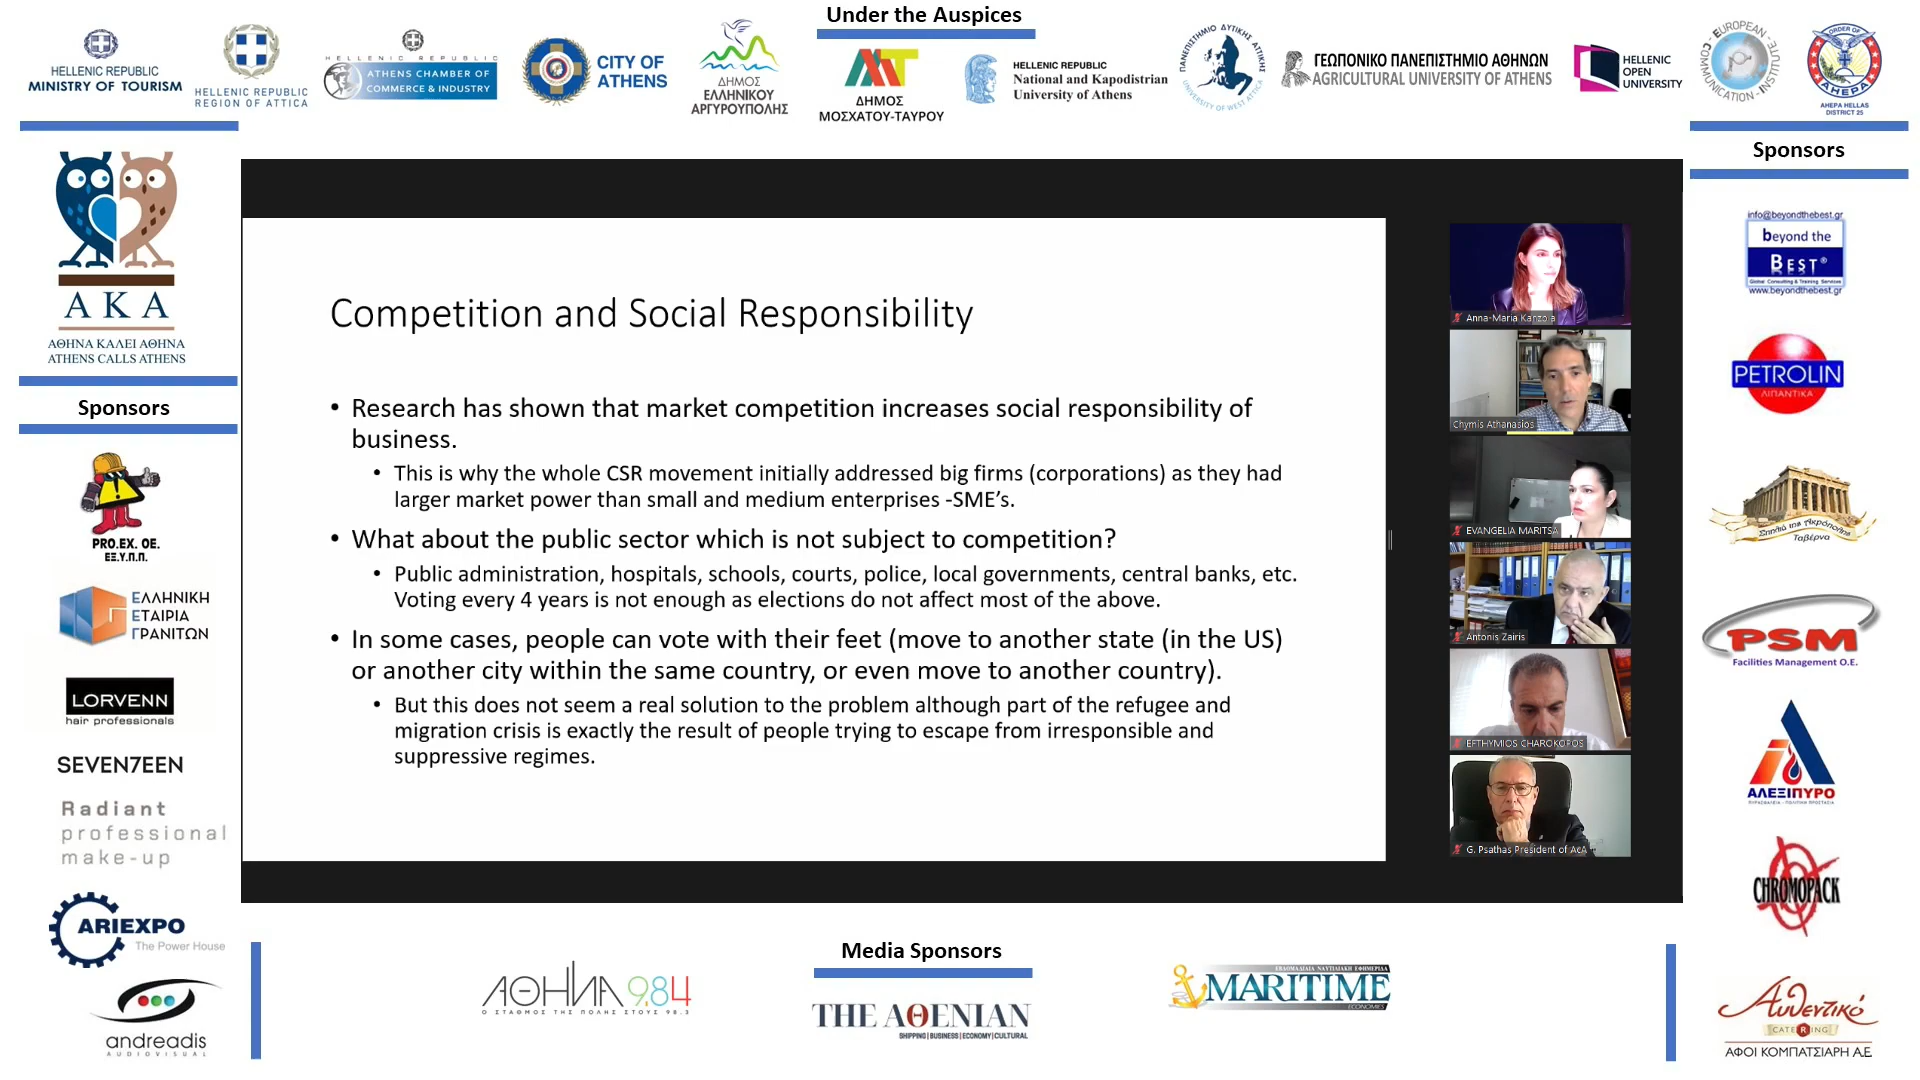 Under the Auspices
HELLENIC REPUBLIC
MINISTRY OF TOURISM
HELLENIC REPUBLIC
REGION OF ATTICA
HELLENIC REPUBLIC
ATHENS CHAMBER OF
COMMERCE & INDUSTRY
CITY OF
ATHENS
ΔΗΜΟΣ
ΕΛΛΗΝΙΚΟΥ
ΑΡΓΥΡΟΥΠΟΛΗΣ
ΔΗΜΟΣ
ΜΟΣΧΑΤΟΥ-ΤΑΥΡΟΥ
HELLENIC REPUBLIC
National and Kapodistrian
University of Athens
ΠΑΝΕΠΙΣΤΗΜΙΟ ΔΥΤΙΚΗΣ ΑΤΤΙΚΗΣ
UNIVERSITY OF WEST ATTICA
ΓΕΩΠΟΝΙΚΟ ΠΑΝΕΠΙΣΤΗΜΙΟ ΑΘΗΝΩΝ
AGRICULTURAL UNIVERSITY OF ATHENS
HELLENIC
OPEN
UNIVERSITY
EUROPEAN COMMUNICATION INSTITUTE
ORDER OF
AHEPA
AHEPA HELLAS
DISTRICT 25
ΑΚΑ
ΑΘΗΝΑ ΚΑΛΕΙ ΑΘΗΝΑ
ATHENS CALLS ATHENS
Sponsors
PRO.EX. OE.
ΕΞ.Υ.Π.Π.
ΕΛΛΗΝΙΚΗ
ΕΤΑΙΡΙΑ
ΓΡΑΝΙΤΩΝ
LORVENN
hair professionals
SEVEN7EEN
Radiant
professional
make-up
ARIEXPO
The Power House
andreadis
AUDIOVISUAL
Competition and Social Responsibility
• Research has shown that market competition increases social responsibility of
business.
• This is why the whole CSR movement initially addressed big firms (corporations) as they had
larger market power than small and medium enterprises -SME’s.
• What about the public sector which is not subject to competition?
• Public administration, hospitals, schools, courts, police, local governments, central banks, etc.
Voting every 4 years is not enough as elections do not affect most of the above.
• In some cases, people can vote with their feet (move to another state (in the US)
or another city within the same country, or even move to another country).
• But this does not seem a real solution to the problem although part of the refugee and
migration crisis is exactly the result of people trying to escape from irresponsible and
suppressive regimes.
Anna-Maria Kanzola
Chymis Athanasios
EVANGELIA MARITSA
Antonis Zairis
EFTHYMIOS CHAROKOPOS
G. Psathas President of AcA
Sponsors
info@beyondthebest.gr
beyond the
BEST®
Global Consulting & Training Services
www.beyondthebest.gr
PETROLIN
ΛΙΠΑΝΤΙΚΑ
Σπηλιά της Ακρόπολης
Ταβέρνα
PSM
Facilities Management O.E.
ΑΛΕΞΙΠΥΡΟ
ΠΥΡΑΣΦΑΛΕΙΑ - ΠΟΛΙΤΙΚΗ ΠΡΟΣΤΑΣΙΑ
CHROMOPACK
Αυθεντικό
CATERING
ΑΦΟΙ ΚΟΜΠΑΤΣΙΑΡΗ Α.Ε
Media Sponsors
ΑΘΗΝΑ 9.84
Ο ΣΤΑΘΜΟΣ ΤΗΣ ΠΟΛΗΣ ΣΤΟΥΣ 98.3
THE AΘENIAN
SHIPPING|BUSINESS|ECONOMY|CULTURAL
ΕΒΔΟΜΑΔΙΑΙΑ ΝΑΥΤΙΛΙΑΚΗ ΕΦΗΜΕΡΙΔΑ
MARITIME
ECONOMIES